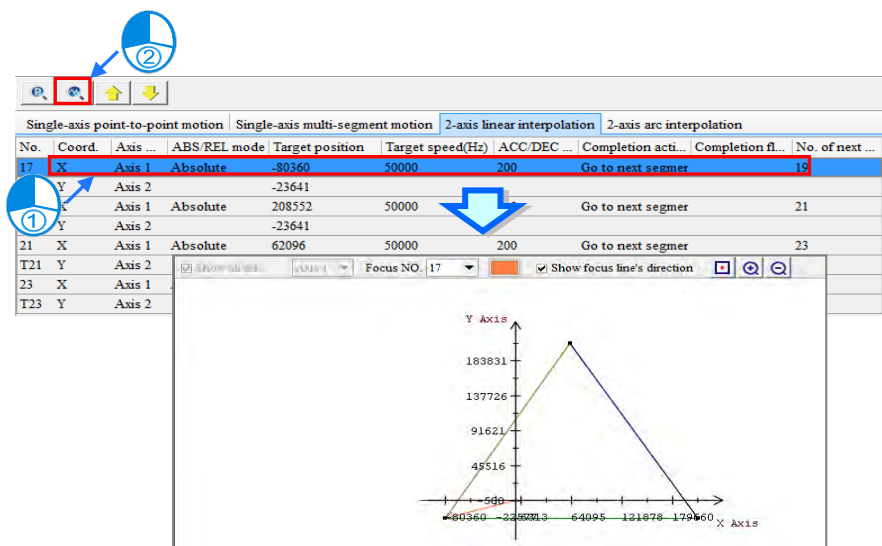 ②
Single-axis point-to-point motion Single-axis multi-segment motion 2-axis linear interpolation 2-axis arc interpolation
No. Coord. Axis ... ABS/REL mode Target position Target speed(Hz) ACC/DEC ... Completion acti... Completion fl... No. of next ...
17 X Axis 1 Absolute -80360 50000 200 Go to next segmer 19
Y Axis 2 -23641
① X Axis 1 Absolute 208552 50000 Go to next segmer 21
Y Axis 2 -23641
21 X Axis 1 Absolute 62096 50000 200 Go to next segmer 23
T21 Y Axis 2
23 X Axis 1
T23 Y Axis 2
Focus NO. 17 Show focus line's direction
Y Axis
183831
137726
91621
45516
-500
-80360 64095 121878 179660 X Axis